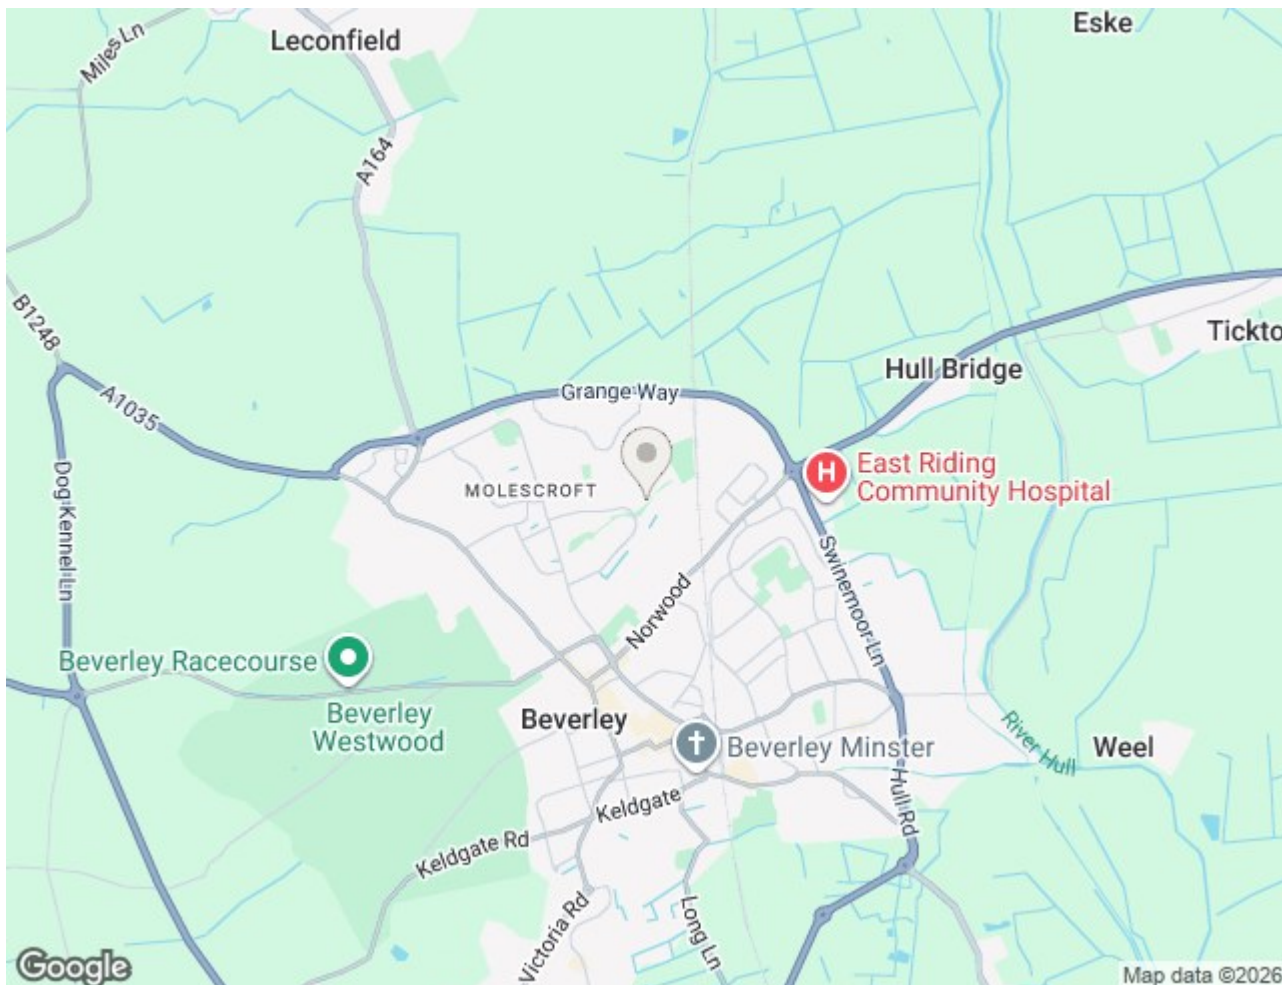 Eske
Leconfield
Miles Ln
A164
B1248
Tickto
Hull Bridge
Grange Way
A1035
East Riding
Community Hospital
H
MOLESCROFT
Dog Kennel Ln
Swinemoor Ln
Norwood
Beverley Racecourse
Beverley
Westwood
Beverley
River Hull
Weel
Beverley Minster
Hull Rd
Keldgate
Keldgate Rd
Victoria Rd
Long Ln
Google
Map data ©2026